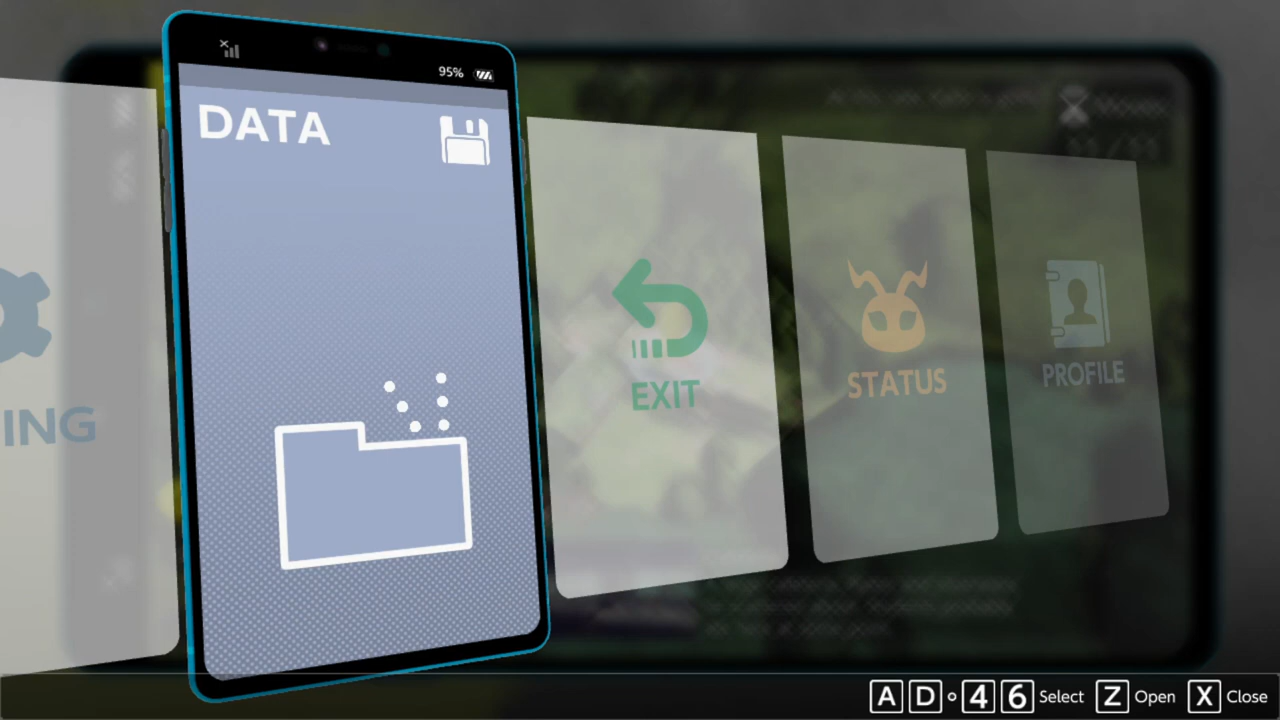 95%
DATA
ING
EXIT
STATUS
PROFILE
A D 4 6 Select Z Open X Close